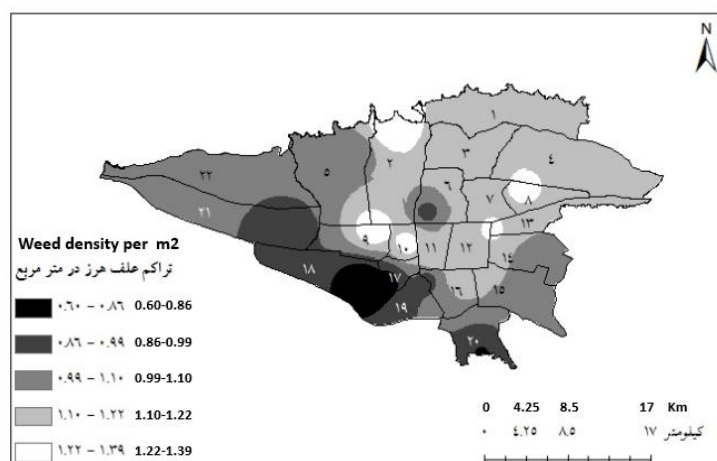 N
۱
۲
۳
۴
۵
۶
۷
۸
۹
۱۰
۱۱
۱۲
۱۳
۱۴
۱۵
۱۶
۱۷
۱۸
۱۹
۲۰
۲۱
۲۲
Weed density per m2
تراکم علف هرز در متر مربع
۰.۶۰ – ۰.۸۶ 0.60-0.86
۰.۸۶ – ۰.۹۹ 0.86-0.99
۰.۹۹ – ۱.۱۰ 0.99-1.10
۱.۱۰ – ۱.۲۲ 1.10-1.22
۱.۲۲ – ۱.۳۹ 1.22-1.39
0 4.25 8.5 17 Km
۰ ۴.۲۵ ۸.۵ ۱۷ کیلومتر